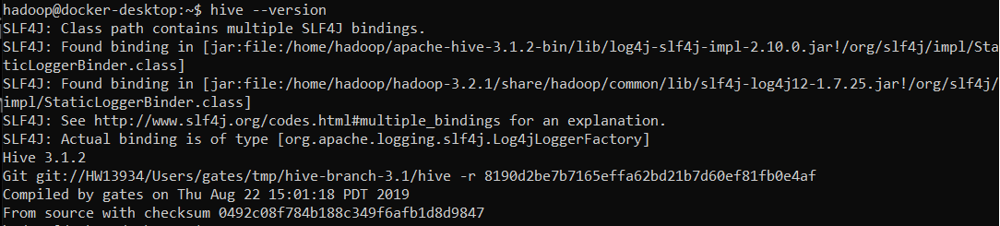 hadoop@docker-desktop:~$ hive --version
SLF4J: Class path contains multiple SLF4J bindings.
SLF4J: Found binding in [jar:file:/home/hadoop/apache-hive-3.1.2-bin/lib/log4j-slf4j-impl-2.10.0.jar!/org/slf4j/impl/Sta
ticLoggerBinder.class]
SLF4J: Found binding in [jar:file:/home/hadoop/hadoop-3.2.1/share/hadoop/common/lib/slf4j-log4j12-1.7.25.jar!/org/slf4j/
impl/StaticLoggerBinder.class]
SLF4J: See http://www.slf4j.org/codes.html#multiple_bindings for an explanation.
SLF4J: Actual binding is of type [org.apache.logging.slf4j.Log4jLoggerFactory]
Hive 3.1.2
Git git://HW13934/Users/gates/tmp/hive-branch-3.1/hive -r 8190d2be7b7165effa62bd21b7d60ef81fb0e4af
Compiled by gates on Thu Aug 22 15:01:18 PDT 2019
From source with checksum 0492c08f784b188c349f6afb1d8d9847